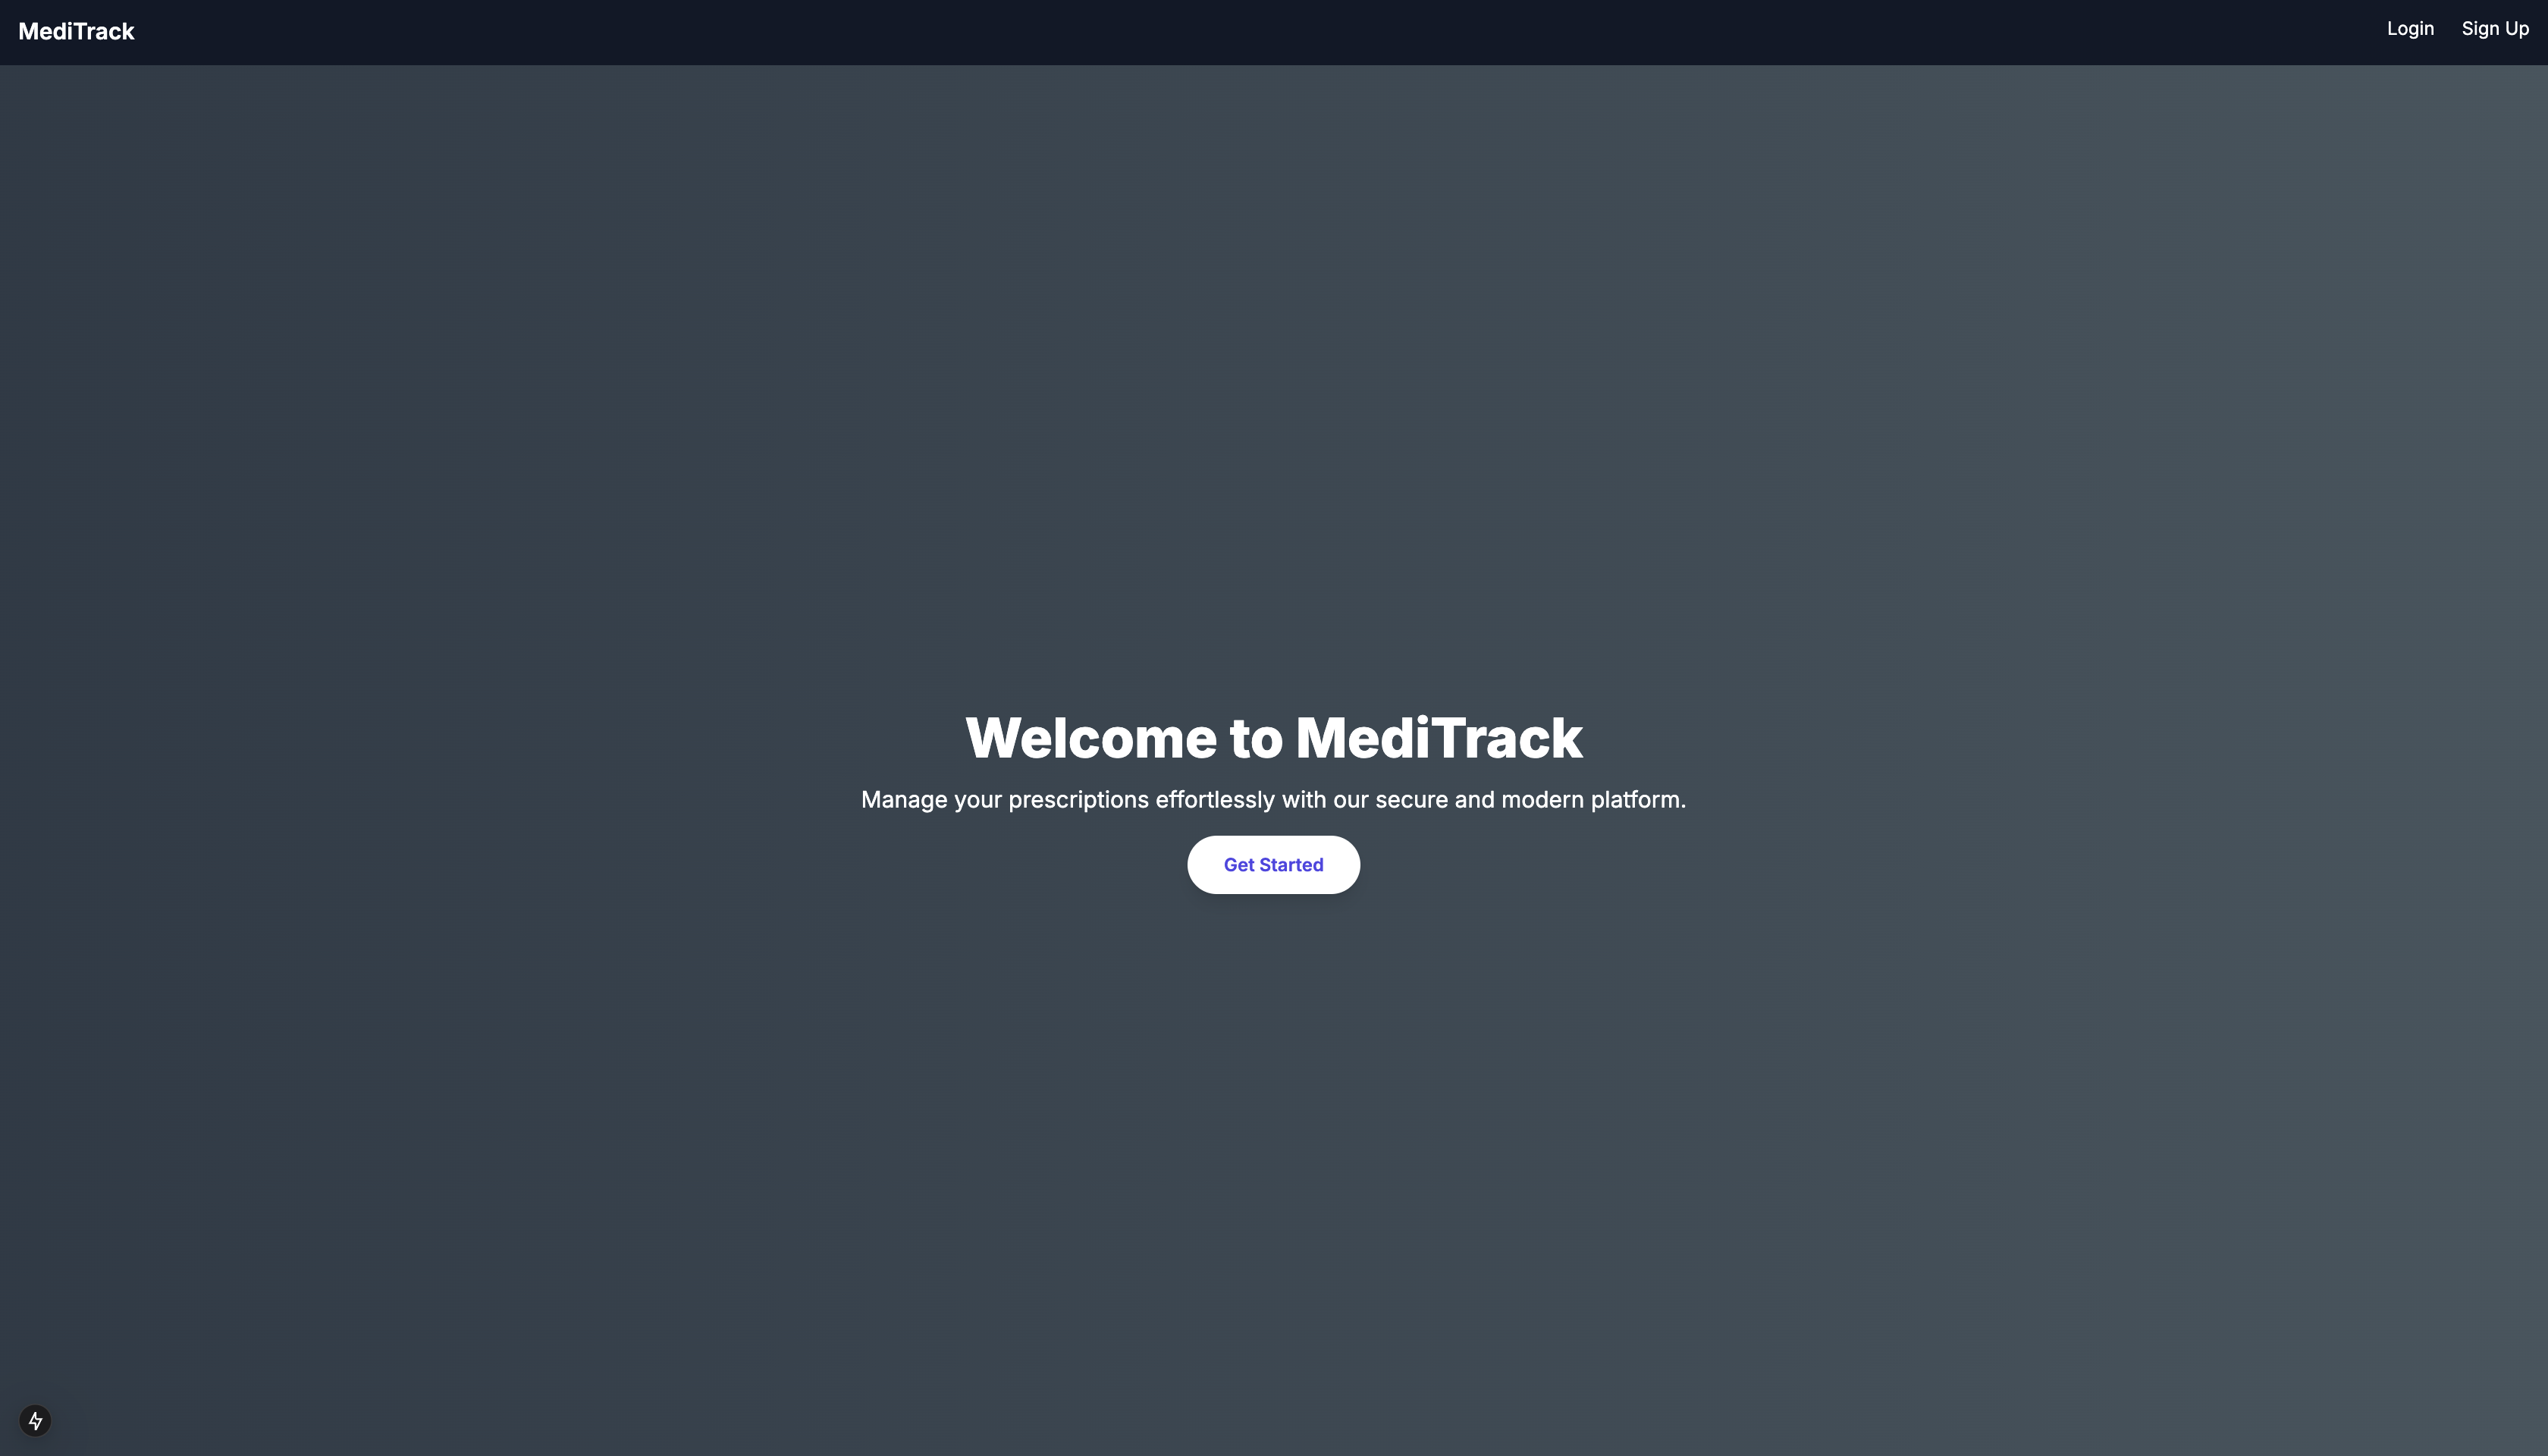 MediTrack
Login Sign Up
Welcome to MediTrack
Manage your prescriptions effortlessly with our secure and modern platform.
Get Started